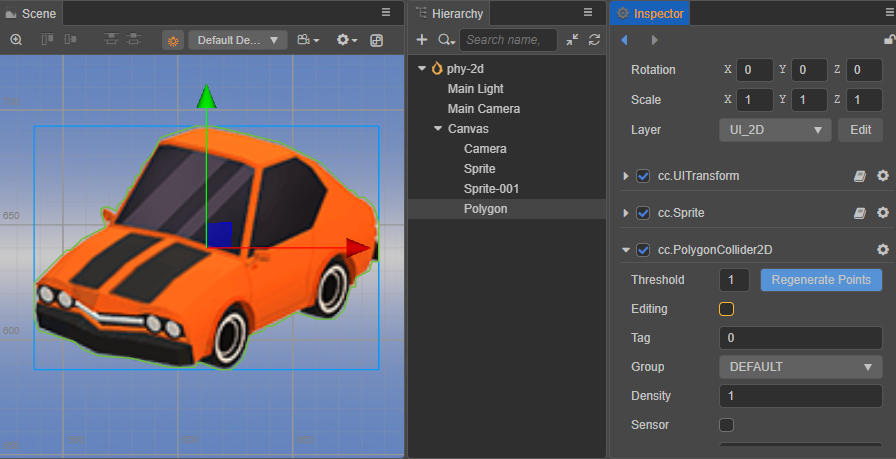 Scene
Default De...
650
600
Hierarchy
Search name,
phy-2d
Main Light
Main Camera
Canvas
Camera
Sprite
Sprite-001
Polygon
Inspector
Rotation X 0 Y 0 Z 0
Scale X 1 Y 1 Z 1
Layer UI_2D Edit
cc.UITransform
cc.Sprite
cc.PolygonCollider2D
Threshold 1 Regenerate Points
Editing
Tag 0
Group DEFAULT
Density 1
Sensor